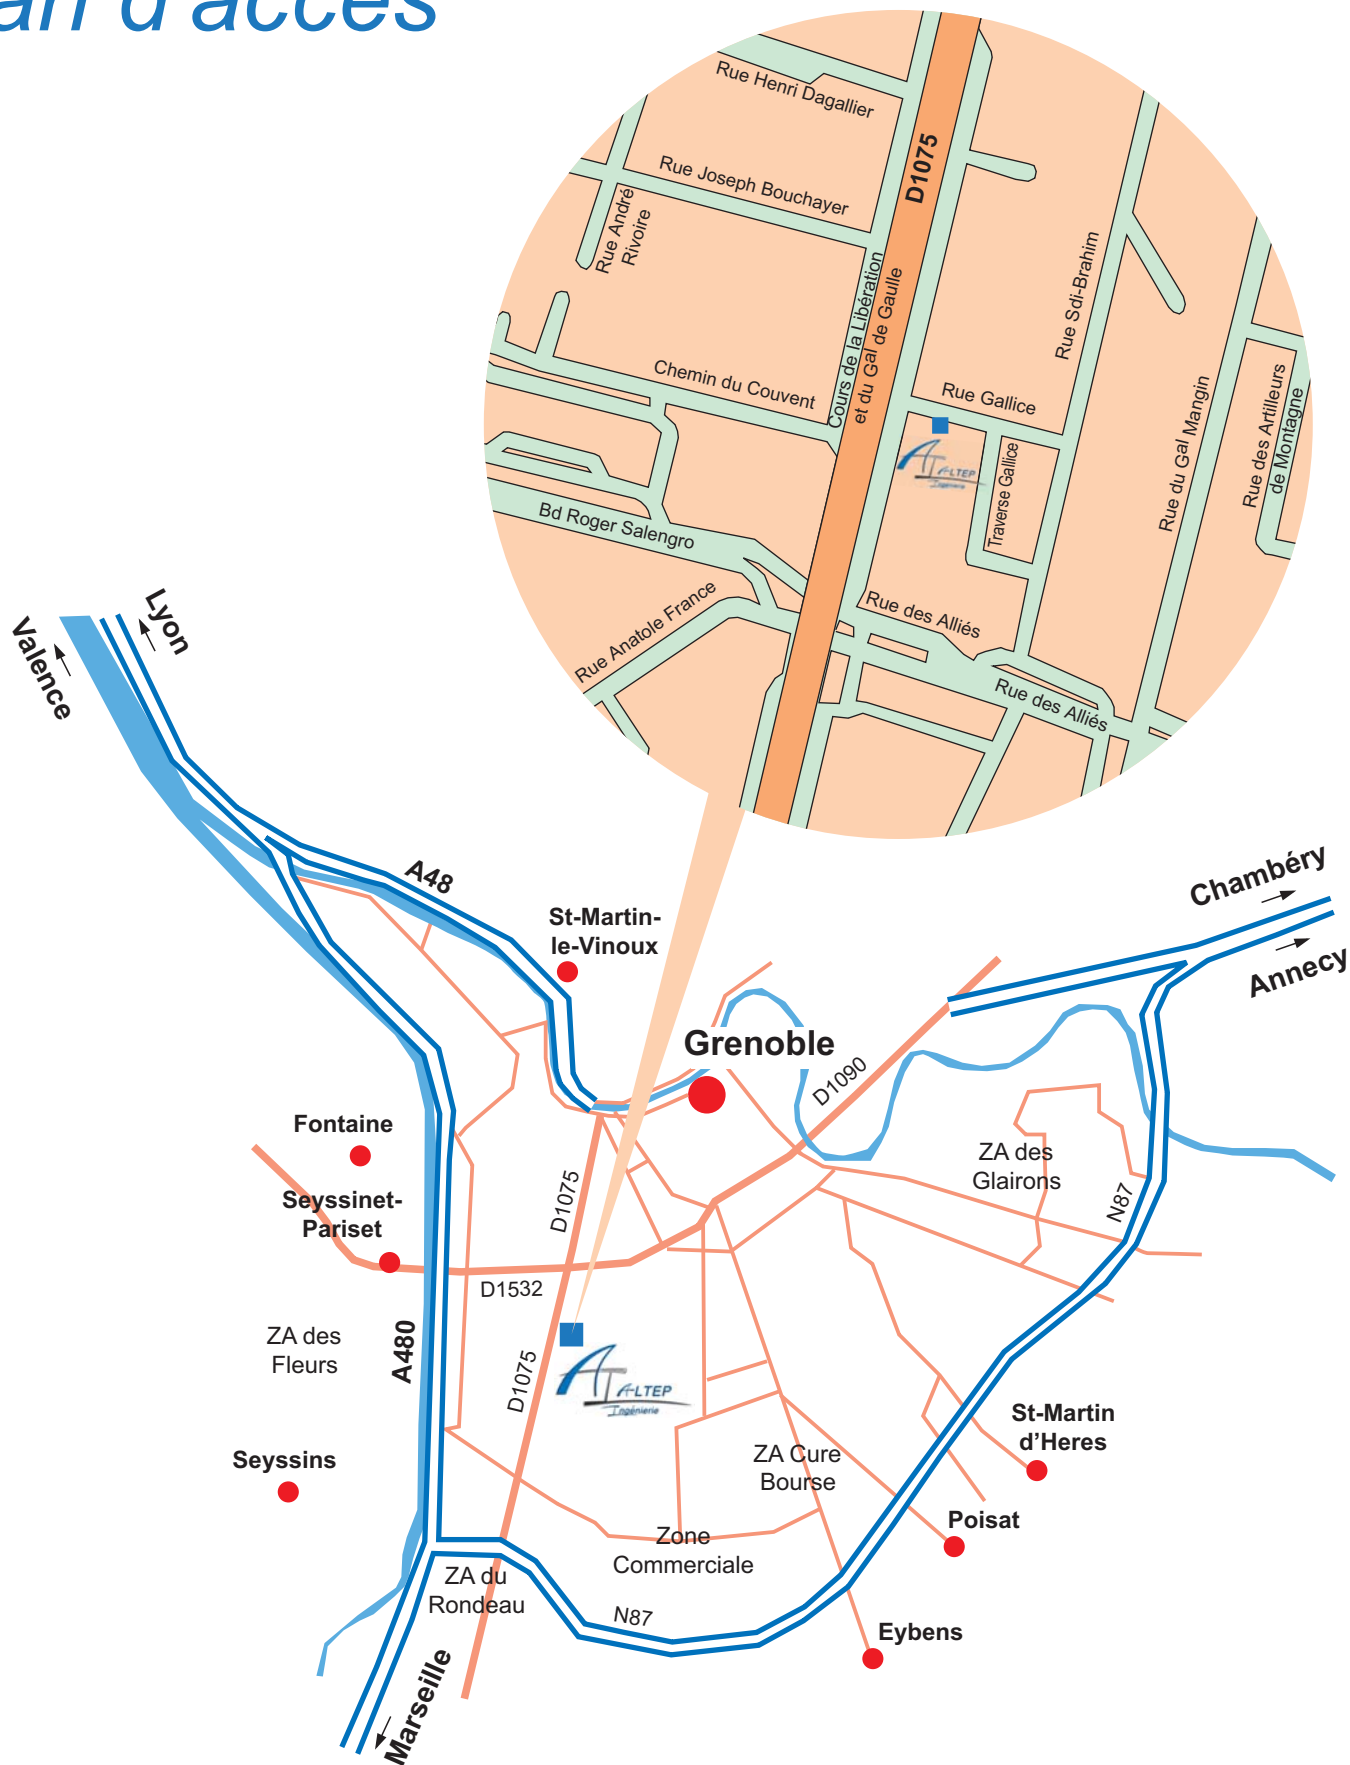 an d'accès
Rue Henri Dagallier
D1075
Rue Joseph Bouchayer
Rue André
Rivoire
Cours de la Libération
et du Gal de Gaulle
Rue Sdi-Brahim
Chemin du Couvent
Rue Gallice
Rue du Gal Mangin
Rue des Artilleurs
de Montagne
ALTEP
Ingénierie
Traverse Gallice
Bd Roger Salengro
Rue Anatole France
Rue des Alliés
Rue des Alliés
Lyon
Valence
A48
St-Martin-
le-Vinoux
Chambéry
Annecy
Grenoble
D1090
Fontaine
ZA des
Glairons
Seyssinet-
Pariset
D1075
N87
D1532
ZA des
Fleurs
A480
D1075
ALTEP
Ingénierie
St-Martin
d’Heres
Seyssins
ZA Cure
Bourse
Poisat
Zone
Commerciale
ZA du
Rondeau
N87
Eybens
Marseille